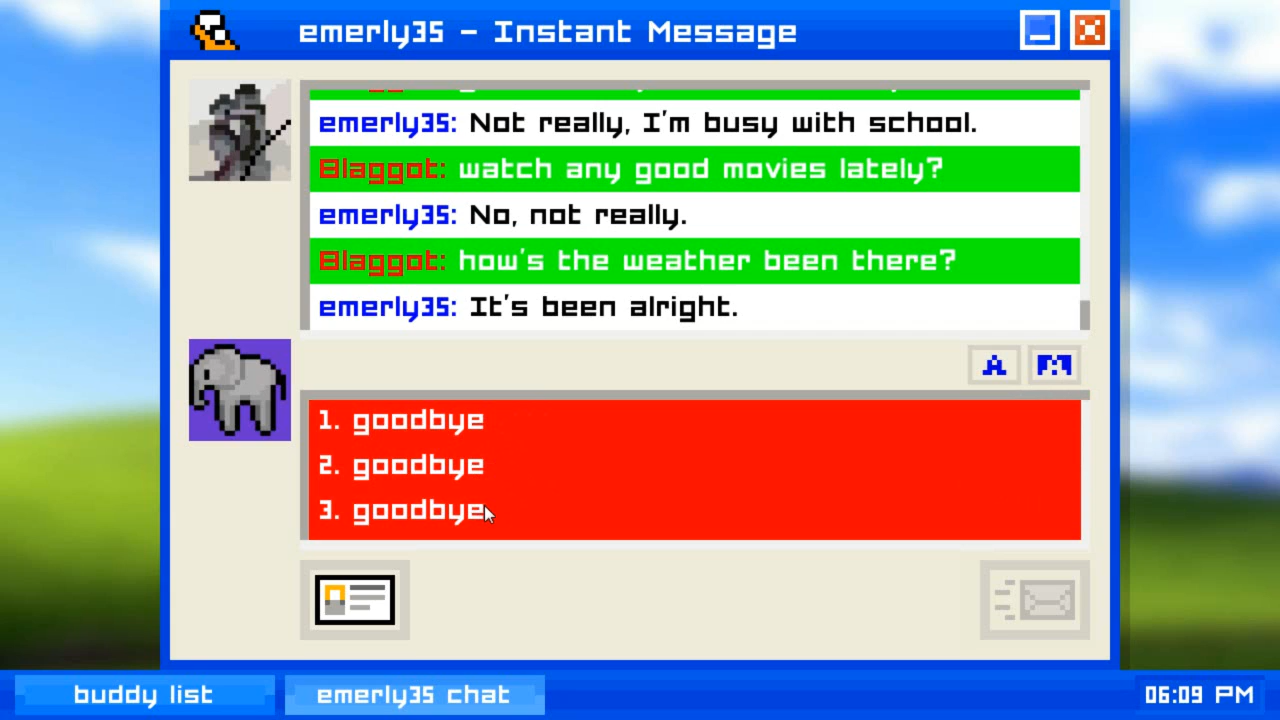 emerly35 - Instant Message
emerly35: Not really, I'm busy with school.
Blaggot: watch any good movies lately?
emerly35: No, not really.
Blaggot: how's the weather been there?
emerly35: It's been alright.
A
1. goodbye
2. goodbye
3. goodbye
buddy list
emerly35 chat
06:09 PM